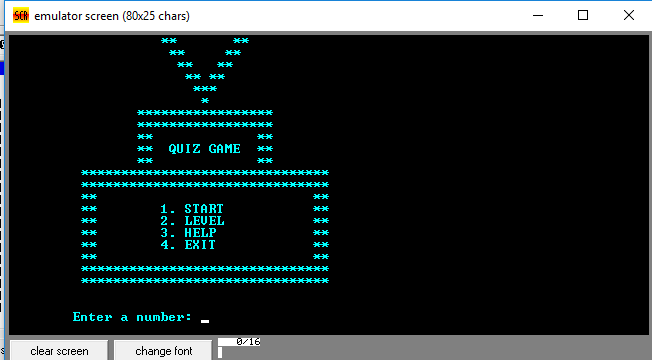 emulator screen (80x25 chars)
** **
** **
** **
** **
***
*
*****************
*****************
** **
** QUIZ GAME **
** **
*******************************
*******************************
** **
** 1. START **
** 2. LEVEL **
** 3. HELP **
** 4. EXIT **
** **
*******************************
*******************************
Enter a number: _
clear screen change font 0/16